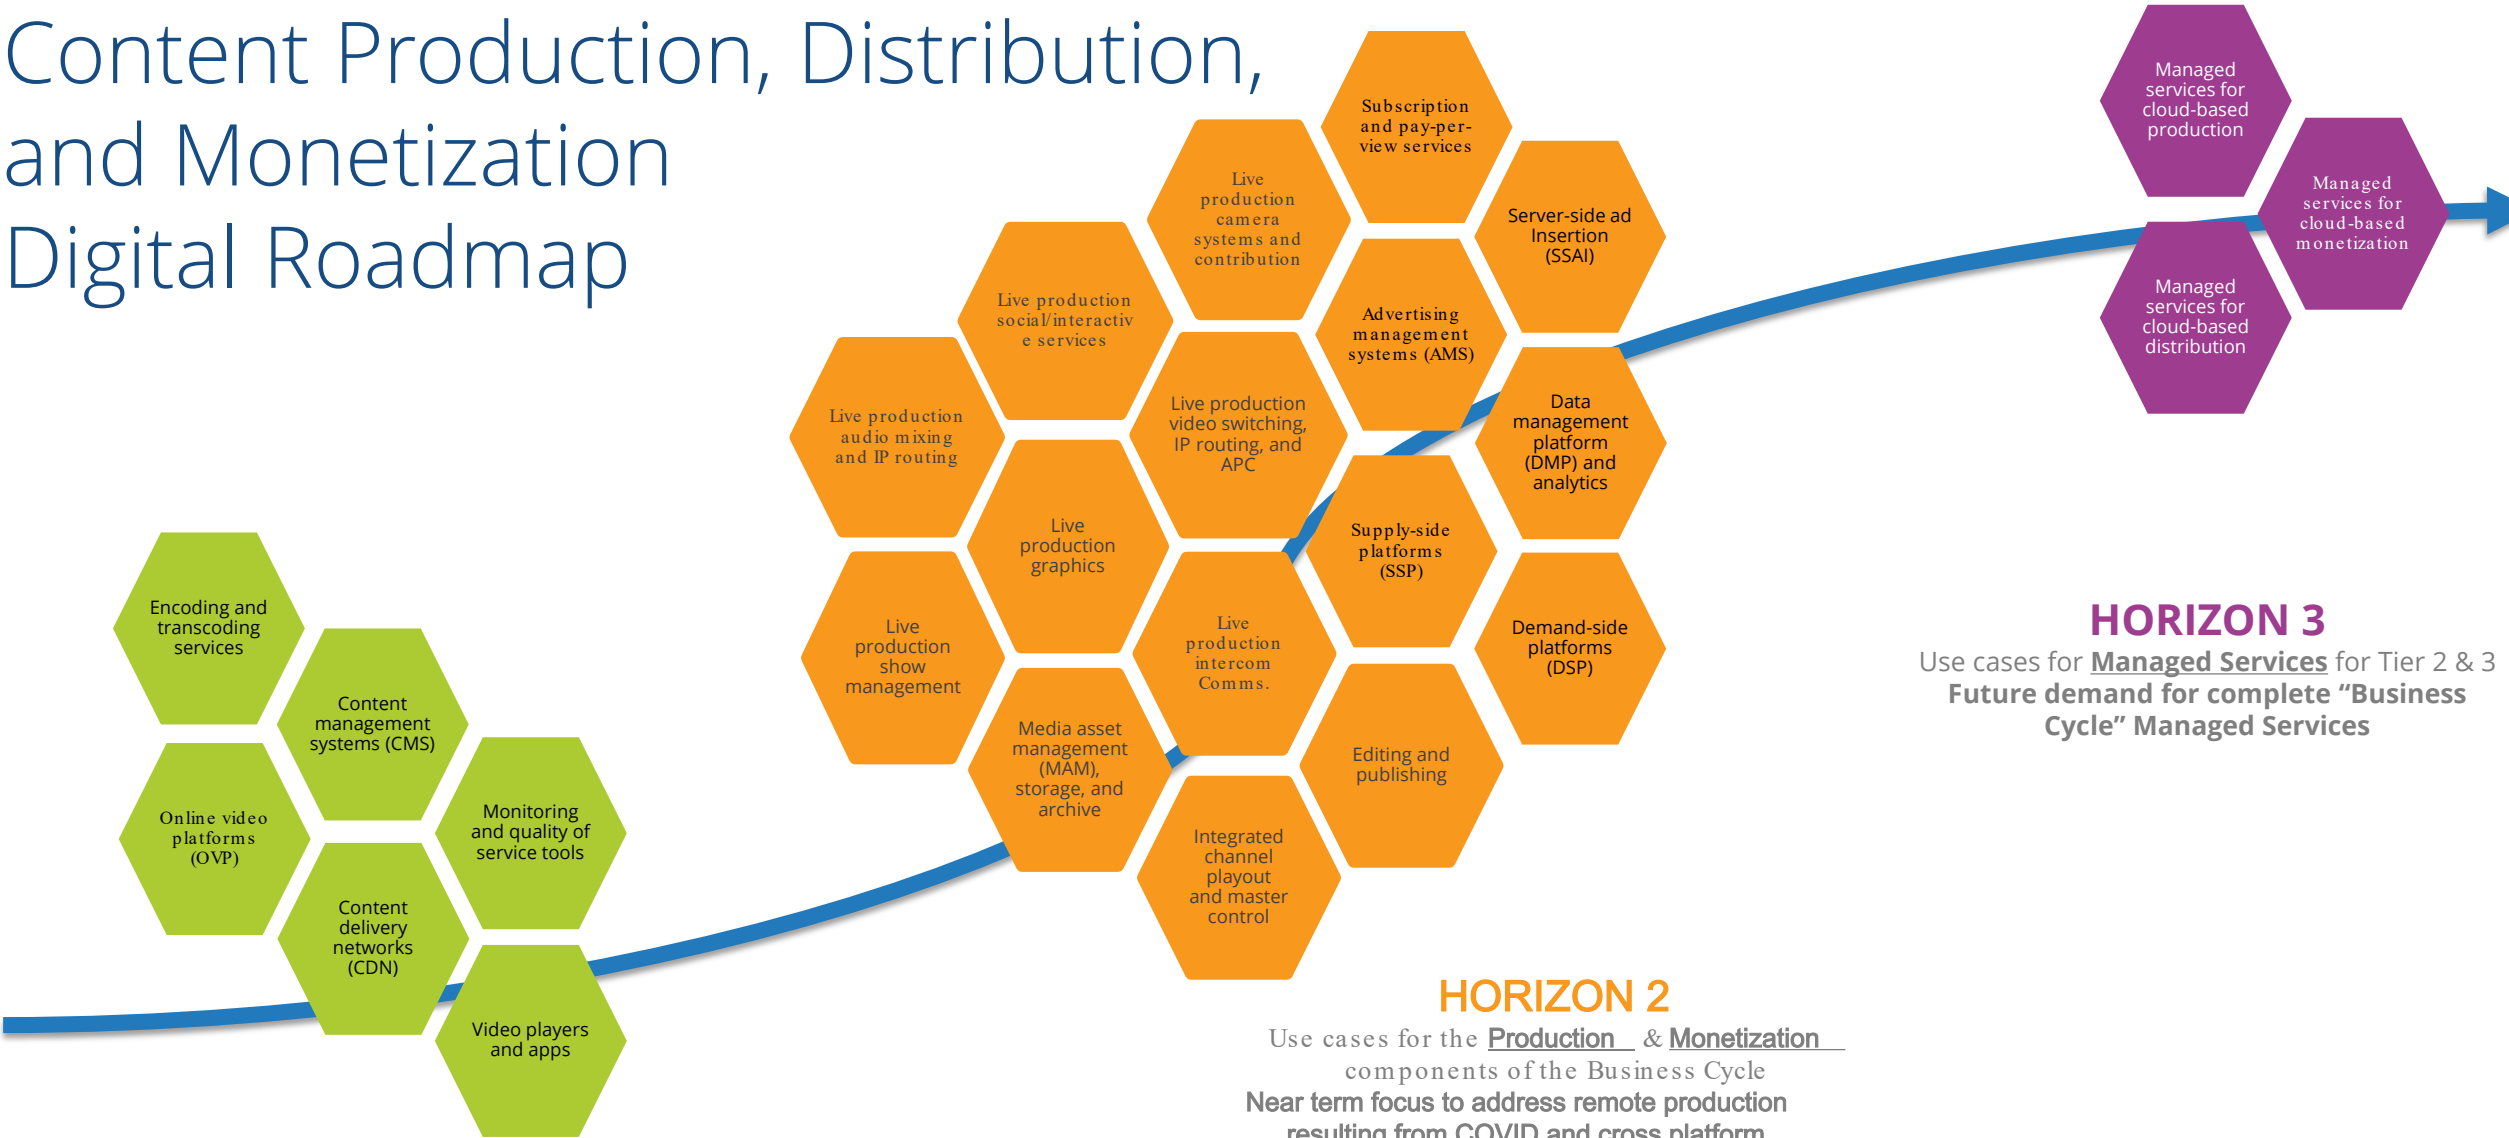 Content Production, Distribution,
and Monetization
Digital Roadmap
Encoding and
transcoding
services
Content
management
systems (CMS)
Online video
platforms
(OVP)
Monitoring
and quality of
service tools
Content
delivery
networks
(CDN)
Video players
and apps
Subscription
and pay-per-
view services
Live
production
camera
systems and
contribution
Server-side ad
Insertion
(SSAI)
Live production
social/interactiv
e services
Advertising
management
systems (AMS)
Live production
audio mixing
and IP routing
Live production
video switching,
IP routing, and
APC
Data
management
platform
(DMP) and
analytics
Live
production
graphics
Supply-side
platforms
(SSP)
Live
production
show
management
Live
production
intercom
Comms.
Demand-side
platforms
(DSP)
Media asset
management
(MAM),
storage, and
archive
Editing and
publishing
Integrated
channel
playout
and master
control
HORIZON 2
Use cases for the Production & Monetization
components of the Business Cycle
Near term focus to address remote production
resulting from COVID and cross platform
Managed
services for
cloud-based
production
Managed
services for
cloud-based
monetization
Managed
services for
cloud-based
distribution
HORIZON 3
Use cases for Managed Services for Tier 2 & 3
Future demand for complete “Business
Cycle” Managed Services